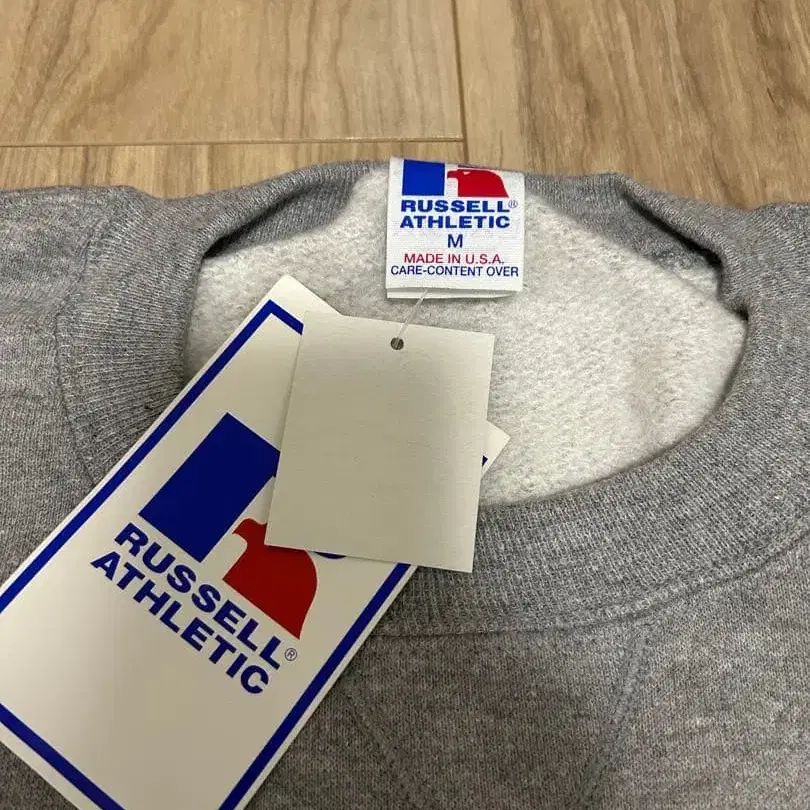 RUSSELL®
ATHLETIC
M
MADE IN U.S.A.
CARE-CONTENT OVER
RUSSELL®
ATHLETIC